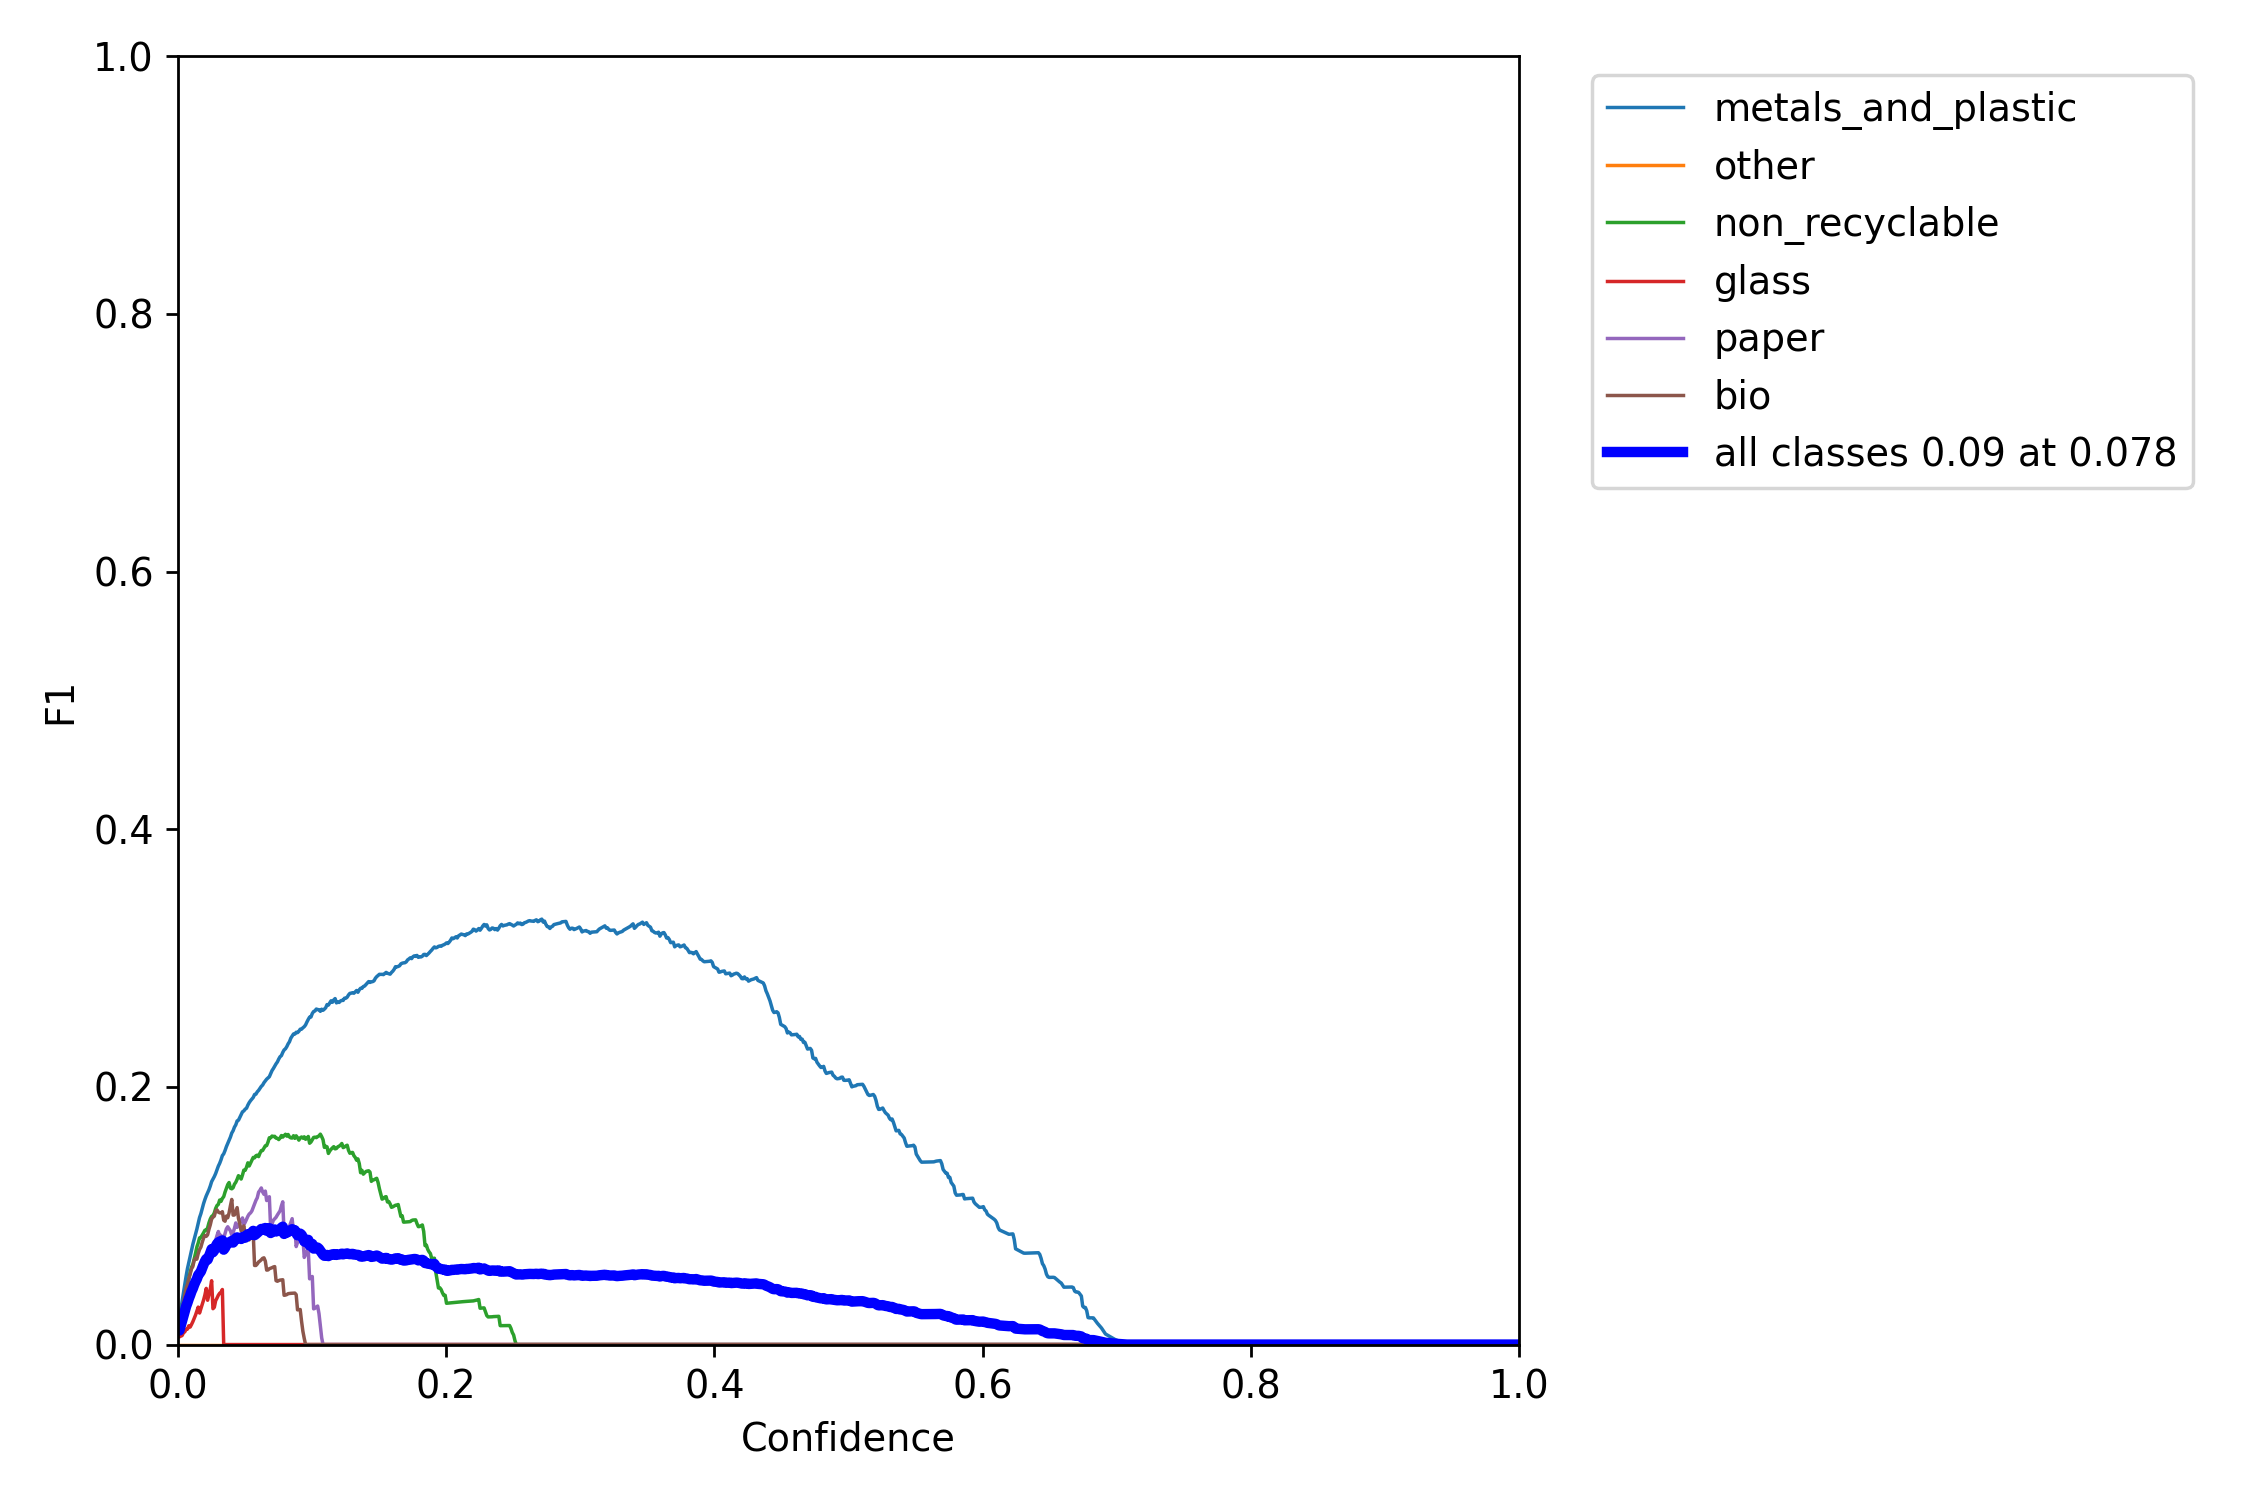 1.0
0.8
0.6
0.4
0.2
0.0
F1
0.0 0.2 0.4 0.6 0.8 1.0
Confidence
metals_and_plastic
other
non_recyclable
glass
paper
bio
all classes 0.09 at 0.078